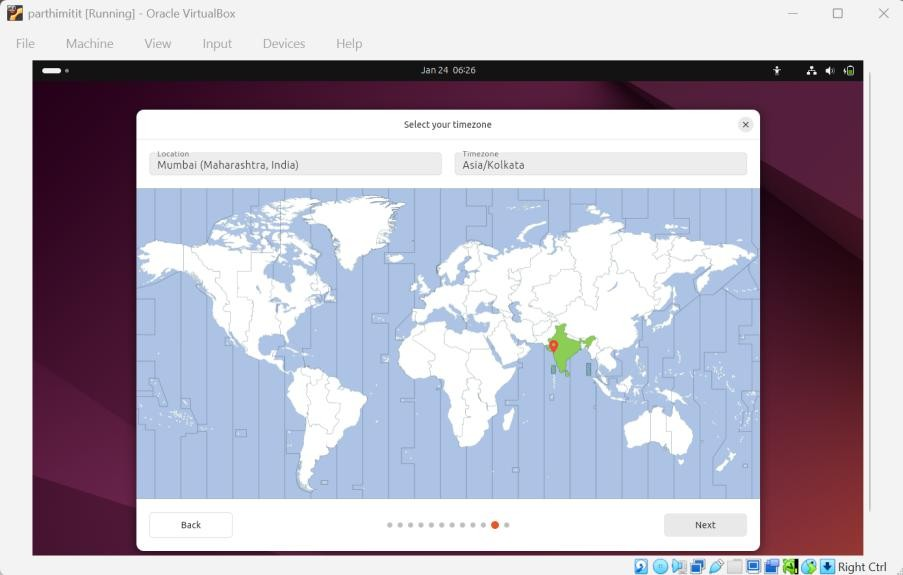 parthimitit [Running] - Oracle VirtualBox
File Machine View Input Devices Help
Jan 24 06:26
Select your timezone
Location
Mumbai (Maharashtra, India)
Timezone
Asia/Kolkata
Back
Next
Right Ctrl